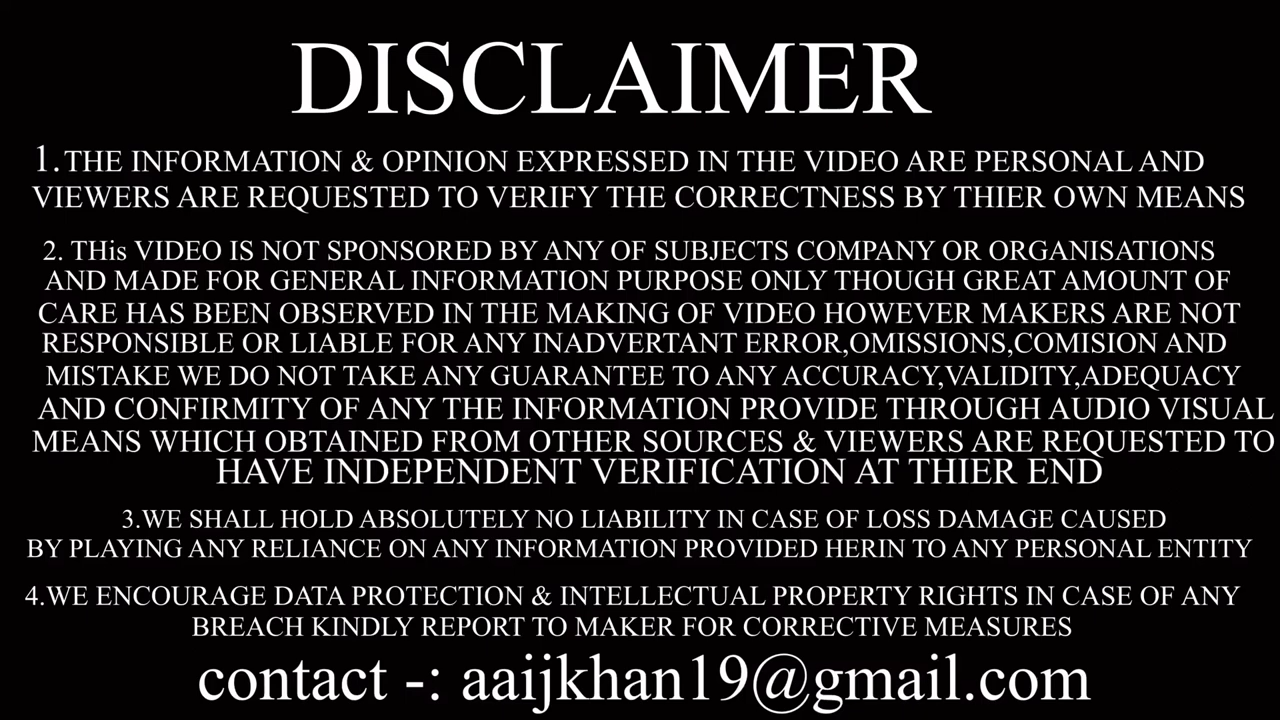 DISCLAIMER
1.THE INFORMATION & OPINION EXPRESSED IN THE VIDEO ARE PERSONAL AND
VIEWERS ARE REQUESTED TO VERIFY THE CORRECTNESS BY THIER OWN MEANS
2. THis VIDEO IS NOT SPONSORED BY ANY OF SUBJECTS COMPANY OR ORGANISATIONS
AND MADE FOR GENERAL INFORMATION PURPOSE ONLY THOUGH GREAT AMOUNT OF
CARE HAS BEEN OBSERVED IN THE MAKING OF VIDEO HOWEVER MAKERS ARE NOT
RESPONSIBLE OR LIABLE FOR ANY INADVERTANT ERROR,OMISSIONS,COMISION AND
MISTAKE WE DO NOT TAKE ANY GUARANTEE TO ANY ACCURACY,VALIDITY,ADEQUACY
AND CONFIRMITY OF ANY THE INFORMATION PROVIDE THROUGH AUDIO VISUAL
MEANS WHICH OBTAINED FROM OTHER SOURCES & VIEWERS ARE REQUESTED TO
HAVE INDEPENDENT VERIFICATION AT THIER END
3.WE SHALL HOLD ABSOLUTELY NO LIABILITY IN CASE OF LOSS DAMAGE CAUSED
BY PLAYING ANY RELIANCE ON ANY INFORMATION PROVIDED HERIN TO ANY PERSONAL ENTITY
4.WE ENCOURAGE DATA PROTECTION & INTELLECTUAL PROPERTY RIGHTS IN CASE OF ANY
BREACH KINDLY REPORT TO MAKER FOR CORRECTIVE MEASURES
contact -: aaijkhan19@gmail.com